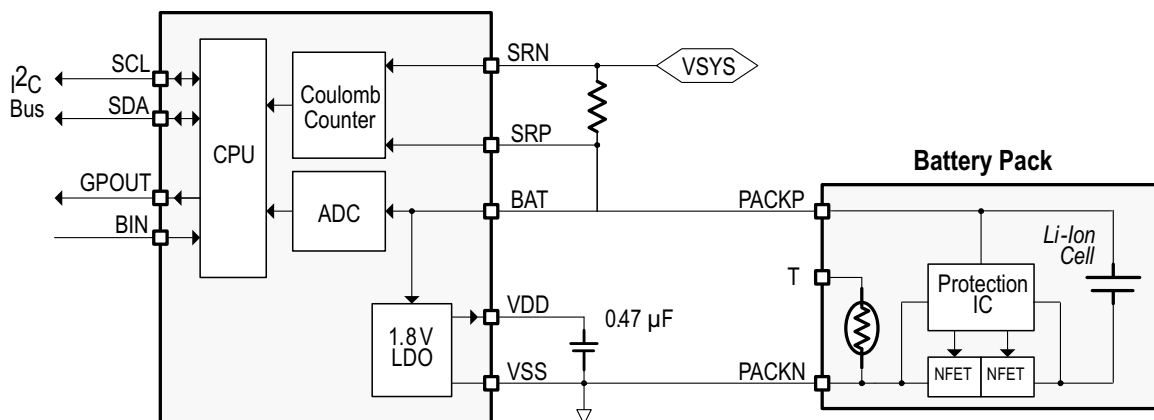 I2C
Bus
SCL
SDA
GPOUT
BIN
CPU
Coulomb
Counter
ADC
1.8 V
LDO
SRN
SRP
BAT
VDD
VSS
VSYS
0.47 µF
Battery Pack
PACKP
T
PACKN
Li-Ion
Cell
Protection
IC
NFET
NFET